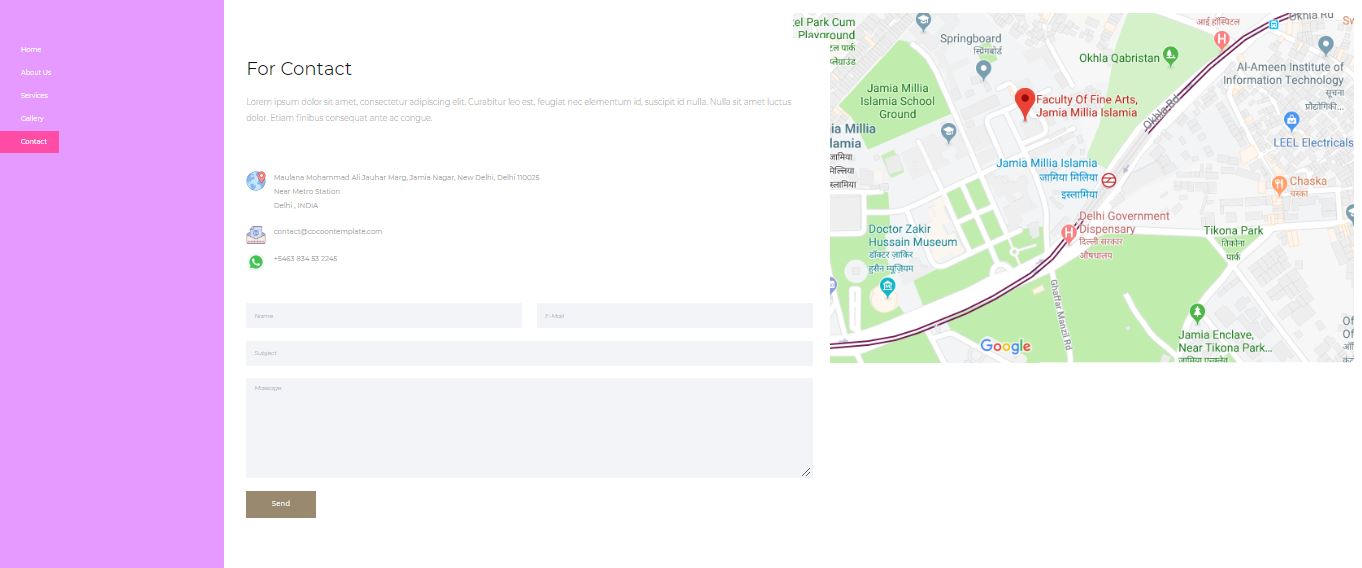 Home
About Us
Services
Gallery
Contact
For Contact
Lorem ipsum dolor sit amet, consectetur adipiscing elit. Curabitur leo est, feugiat nec elementum id, suscipit id nulla. Nulla sit amet luctus
dolor. Etiam finibus consequat ante ac congue.
Maulana Mohammad Ali Jauhar Marg, Jamia Nagar, New Delhi, Delhi 110025
Near Metro Station
Delhi , INDIA
contact@cocoontemplate.com
+5463 834 53 2245
Name
E-Mail
Subject
Message
Send
el Park Cum
Playground
टल पार्क
प्लेग्राउंड
Springboard
स्प्रिंगबोर्ड
आई हॉस्पिटल
Okhla Rd
Okhla Qabristan
Al-Ameen Institute of
Information Technology
सूचना
प्रौद्योगिकी...
Jamia Millia
Islamia School
Ground
Faculty Of Fine Arts,
Jamia Millia Islamia
Okhla Rd
LEEL Electricals
ia Millia
lamia
जामिया
मिल्लिया
स्लामिया
Jamia Millia Islamia
जामिया मिलिया
इस्लामिया
Chaska
चस्का
Delhi Government
Dispensary
दिल्ली सरकार
औषधालय
Tikona Park
तिकोना
पार्क
Doctor Zakir
Hussain Museum
डॉक्टर ज़ाकिर
हुसैन म्यूज़ियम
Ghaffar Manzil Rd
Google
Jamia Enclave,
Near Tikona Park...
जामिया एन्क्लेव